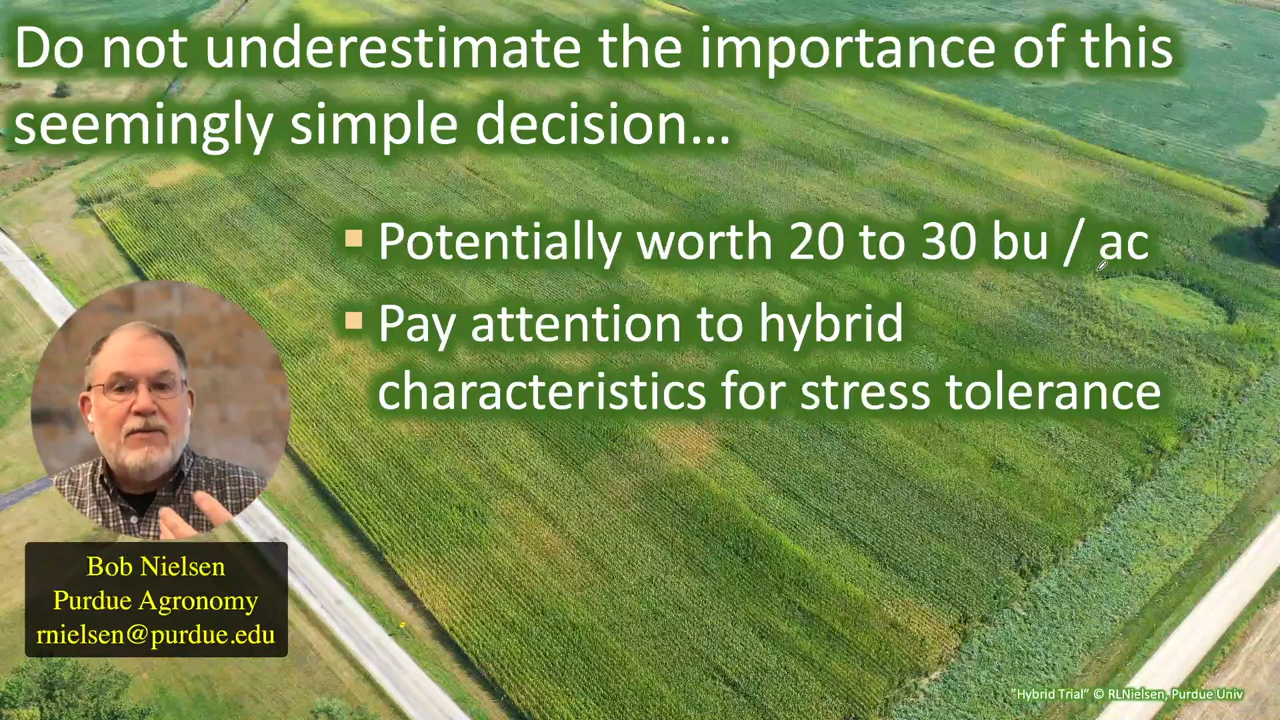 Do not underestimate the importance of this
seemingly simple decision…
▪ Potentially worth 20 to 30 bu / ac
▪ Pay attention to hybrid
characteristics for stress tolerance
Bob Nielsen
Purdue Agronomy
rnielsen@purdue.edu
"Hybrid Trial" © RLNielsen, Purdue Univ